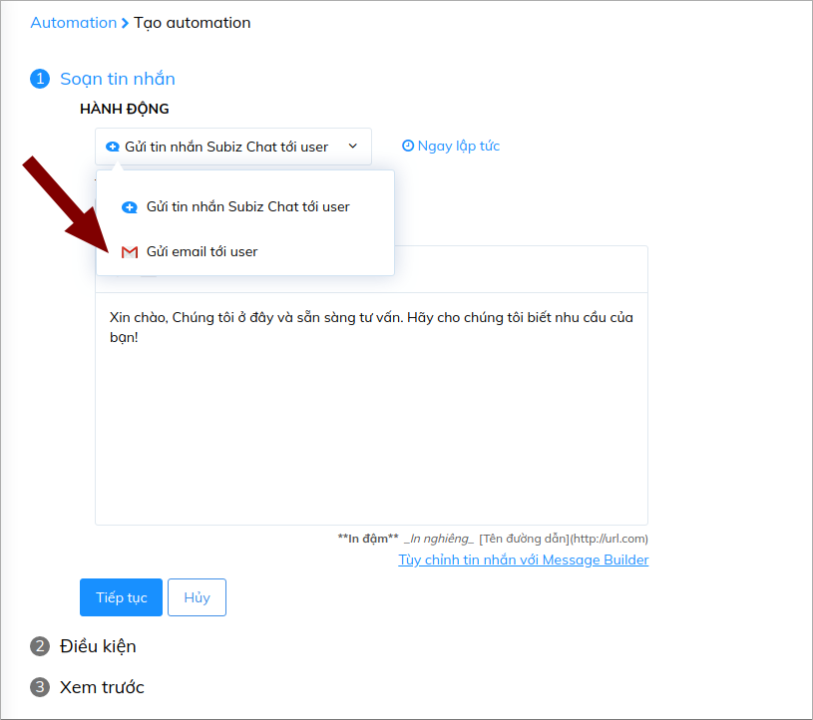 Automation > Tạo automation
1 Soạn tin nhắn
HÀNH ĐỘNG
Gửi tin nhắn Subiz Chat tới user
Ngay lập tức
Gửi tin nhắn Subiz Chat tới user
Gửi email tới user
Xin chào, Chúng tôi ở đây và sẵn sàng tư vấn. Hãy cho chúng tôi biết nhu cầu của
bạn!
**In đậm** _In nghiêng_ [Tên đường dẫn](http://url.com)
Tùy chỉnh tin nhắn với Message Builder
Tiếp tục
Hủy
2 Điều kiện
3 Xem trước